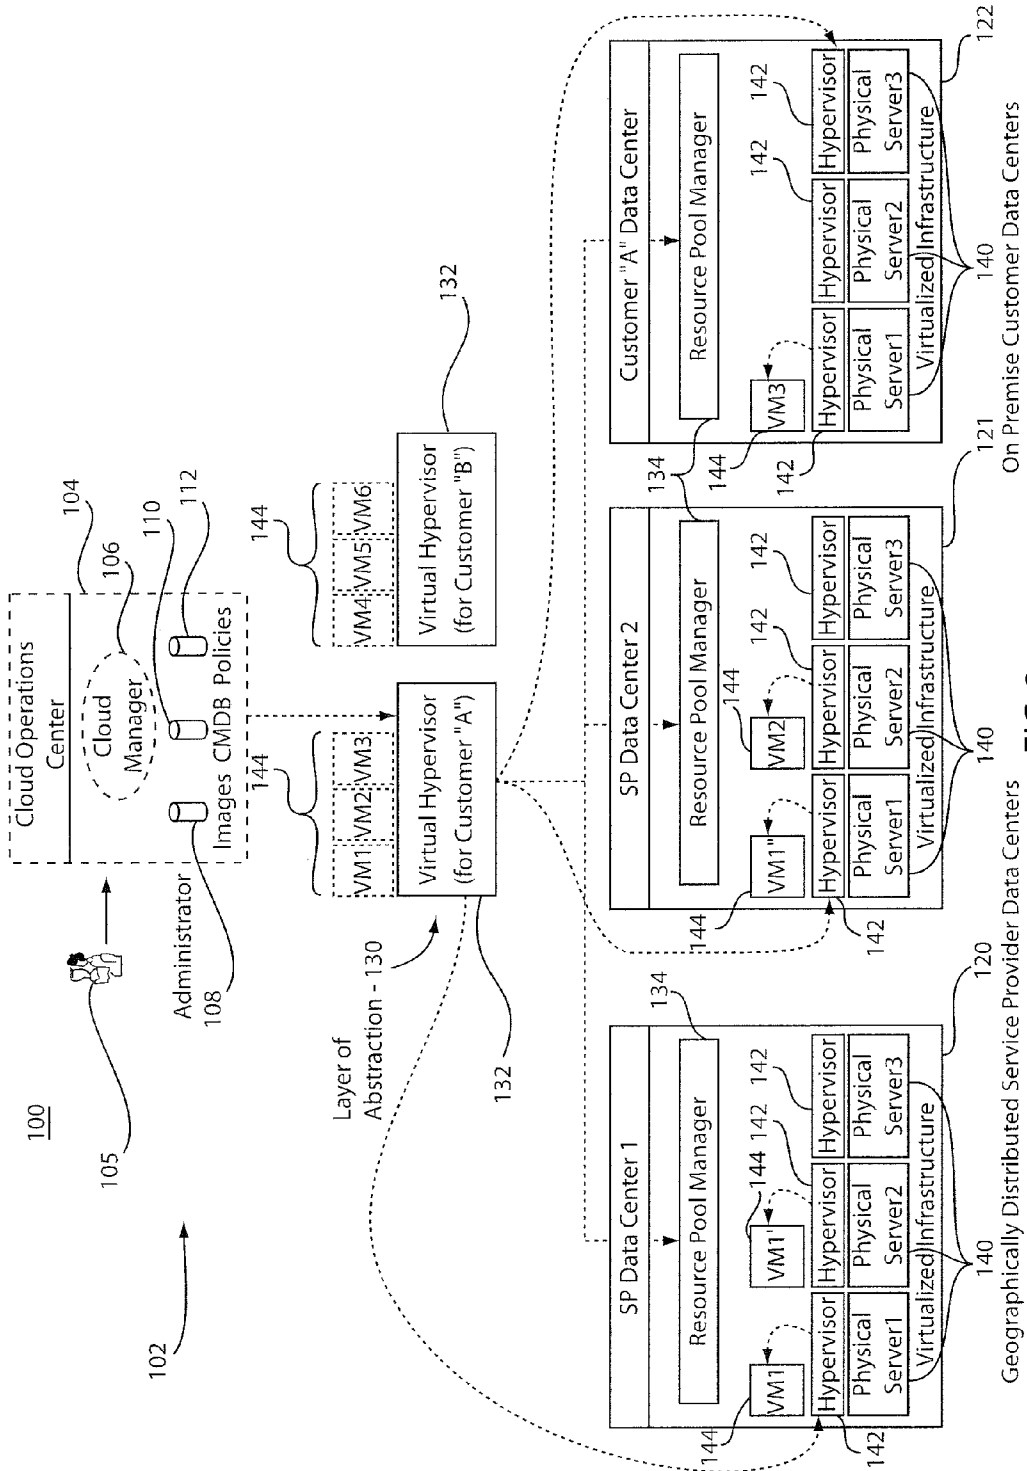 100
102
105
Administrator
108
Cloud Operations
Center
Cloud
Manager
Images CMDB Policies
104
106
110
112
Layer of
Abstraction - 130
144
VM1 VM2 VM3
Virtual Hypervisor
(for Customer "A")
132
144
VM4 VM5 VM6
Virtual Hypervisor
(for Customer "B")
132
SP Data Center 1
Resource Pool Manager
134
144
VM1
144
VM1'
142
142
142
Hypervisor Hypervisor Hypervisor
Physical Server1
Physical Server2
Physical Server3
Virtualized Infrastructure
140
120
SP Data Center 2
Resource Pool Manager
134
144
VM1"
144
VM2
142
142
142
Hypervisor Hypervisor Hypervisor
Physical Server1
Physical Server2
Physical Server3
Virtualized Infrastructure
140
121
Customer "A" Data Center
Resource Pool Manager
144
VM3
142
142
142
Hypervisor Hypervisor Hypervisor
Physical Server1
Physical Server2
Physical Server3
Virtualized Infrastructure
140
122
Geographically Distributed Service Provider Data Centers
On Premise Customer Data Centers